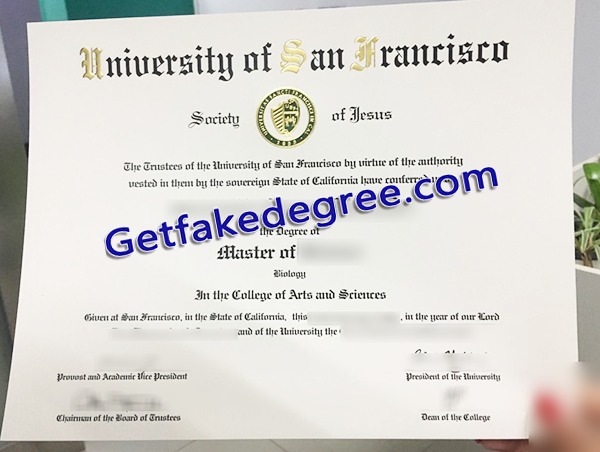 University of San Francisco
Society of Jesus
The Trustees of the University of San Francisco by virtue of the authority
vested in them by the sovereign State of California have conferred
Getfakedegree.com
the Degree of
Master of
Biology
In the College of Arts and Sciences
Given at San Francisco, in the State of California, this , in the year of our Lord
and of the University the
Provost and Academic Vice President President of the University
Chairman of the Board of Trustees Dean of the College